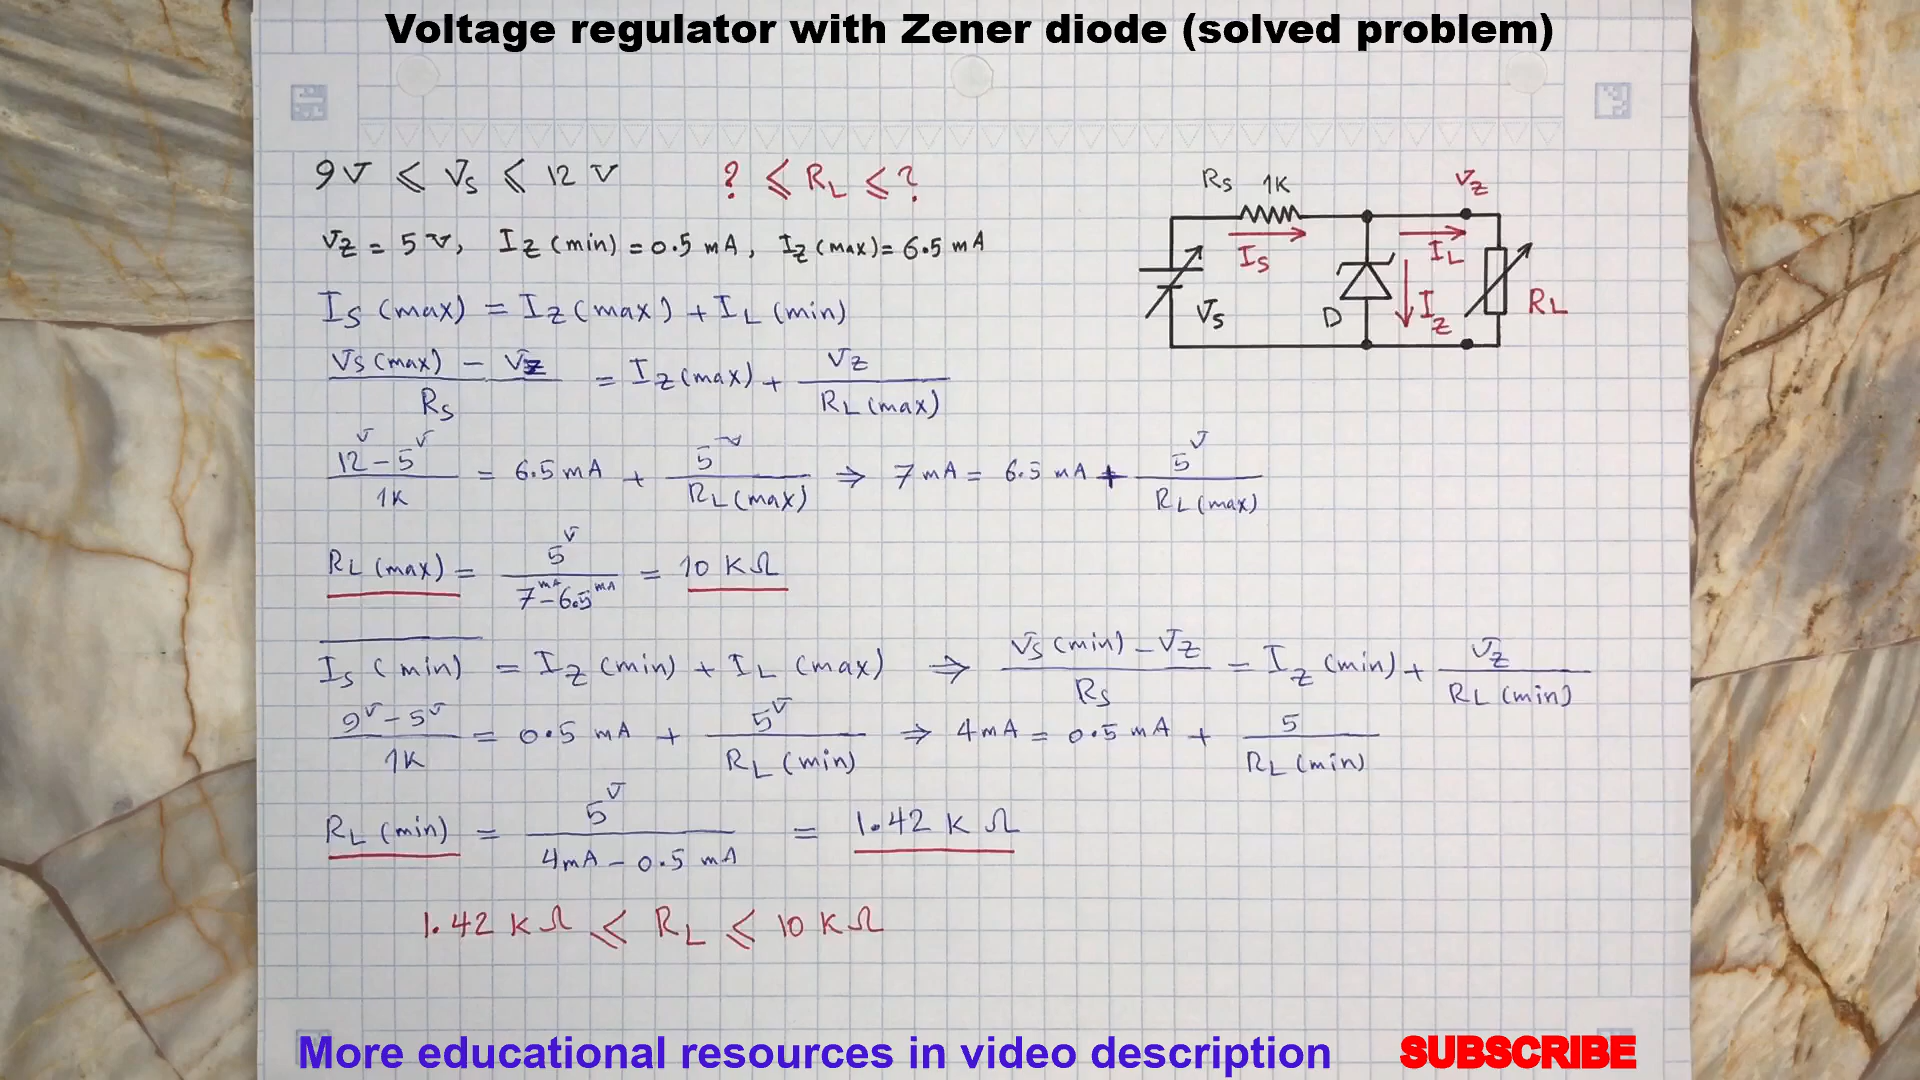 Voltage regulator with Zener diode (solved problem)
9V ⩽ Vs ⩽ 12 V    ? ⩽ RL ⩽ ?
VZ = 5V, IZ (min) = 0.5 mA, IZ (max) = 6.5 mA
Rs 1K
VZ
Is
IL
Vs
D
IZ
RL
Is (max) = IZ (max) + IL (min)
(Vs (max) - VZ) / Rs = IZ (max) + VZ / RL (max)
(12V - 5V) / 1K = 6.5 mA + 5V / RL (max) ⇒ 7 mA = 6.5 mA + 5V / RL (max)
RL (max) = 5V / (7mA - 6.5mA) = 10 KΩ
Is (min) = IZ (min) + IL (max) ⇒ (Vs (min) - VZ) / Rs = IZ (min) + VZ / RL (min)
(9V - 5V) / 1K = 0.5 mA + 5V / RL (min) ⇒ 4 mA = 0.5 mA + 5 / RL (min)
RL (min) = 5V / (4mA - 0.5 mA) = 1.42 K Ω
1.42 K Ω ⩽ RL ⩽ 10 K Ω
More educational resources in video description
SUBSCRIBE